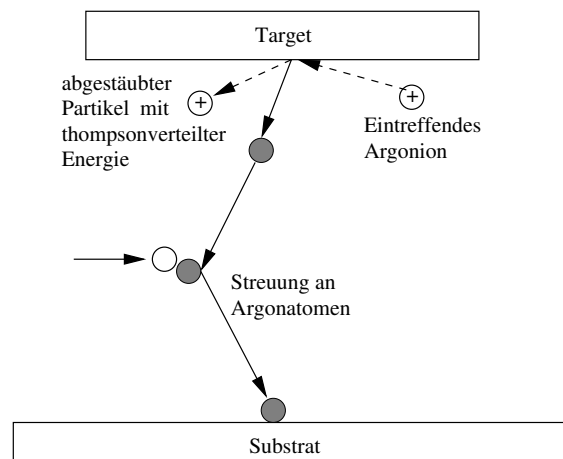 Target
abgestäubter
Partikel mit
thompsonverteilter
Energie
+
+
Eintreffendes
Argonion
Streuung an
Argonatomen
Substrat